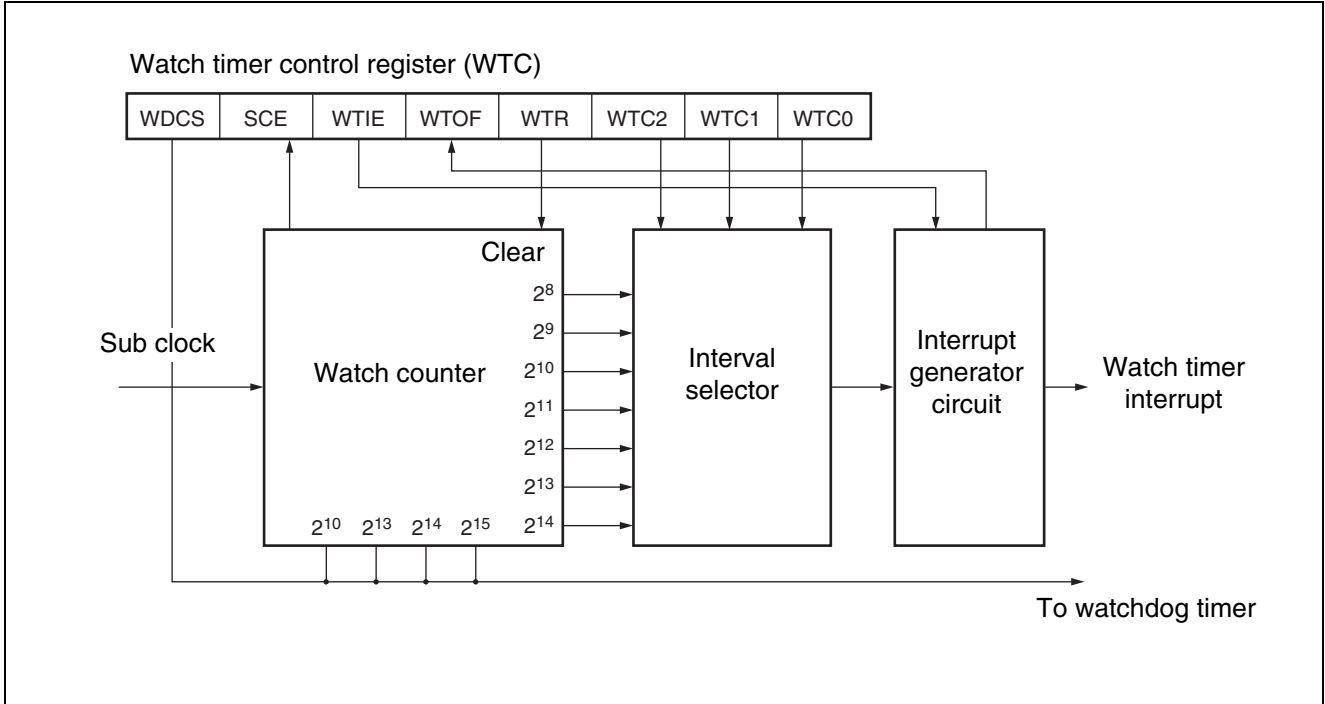 Watch timer control register (WTC)
WDCS SCE WTIE WTOF WTR WTC2 WTC1 WTC0
Clear
2⁸
2⁹
2¹⁰
2¹¹
2¹²
2¹³
2¹⁴
Sub clock
Watch counter
Interval
selector
Interrupt
generator
circuit
Watch timer
interrupt
2¹⁰ 2¹³ 2¹⁴ 2¹⁵
To watchdog timer